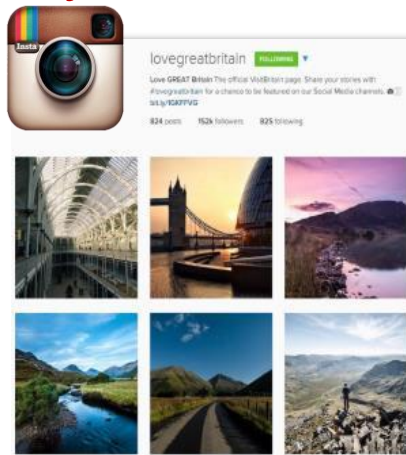 Insta
lovegreatbritain FOLLOWING
Love GREAT Britain The official VisitBritain page. Share your stories with
#lovegreatbritain for a chance to be featured on our Social Media channels.
824 posts 152k followers 825 following